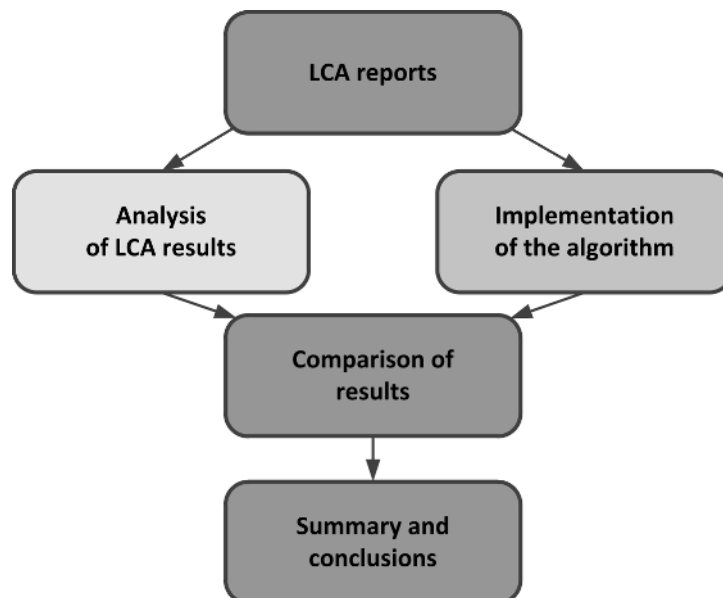 LCA reports
Analysis
of LCA results
Implementation
of the algorithm
Comparison of
results
Summary and
conclusions